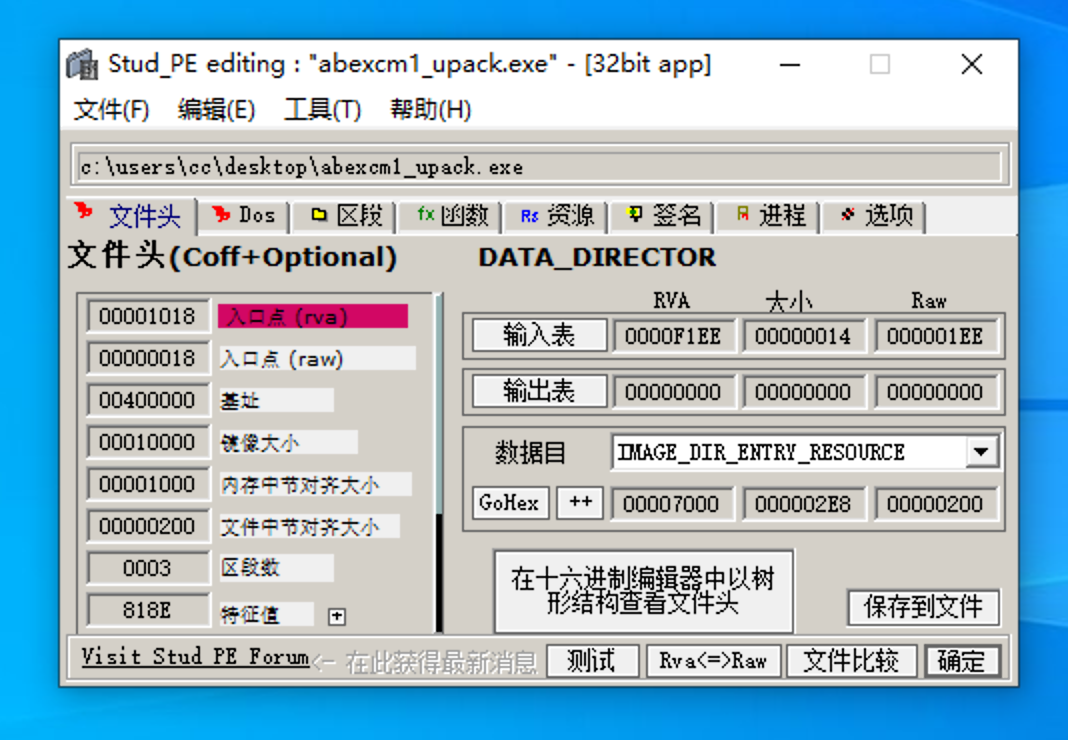 Stud_PE editing : "abexcm1_upack.exe" - [32bit app]
文件(F) 编辑(E) 工具(T) 帮助(H)
c:\users\cc\desktop\abexcm1_upack.exe
文件头 Dos 区段 fx 函数 Rs 资源 签名 进程 选项
文件头(Coff+Optional)
00001018 入口点 (rva)
00000018 入口点 (raw)
00400000 基址
00010000 镜像大小
00001000 内存中节对齐大小
00000200 文件中节对齐大小
0003 区段数
818E 特征值 +
DATA_DIRECTOR
RVA 大小 Raw
输入表 0000F1EE 00000014 000001EE
输出表 00000000 00000000 00000000
数据目 IMAGE_DIR_ENTRY_RESOURCE
GoHex ++ 00007000 000002E8 00000200
在十六进制编辑器中以树
形结构查看文件头
保存到文件
Visit Stud PE Forum <- 在此获得最新消息 测试 Rva<=>Raw 文件比较 确定